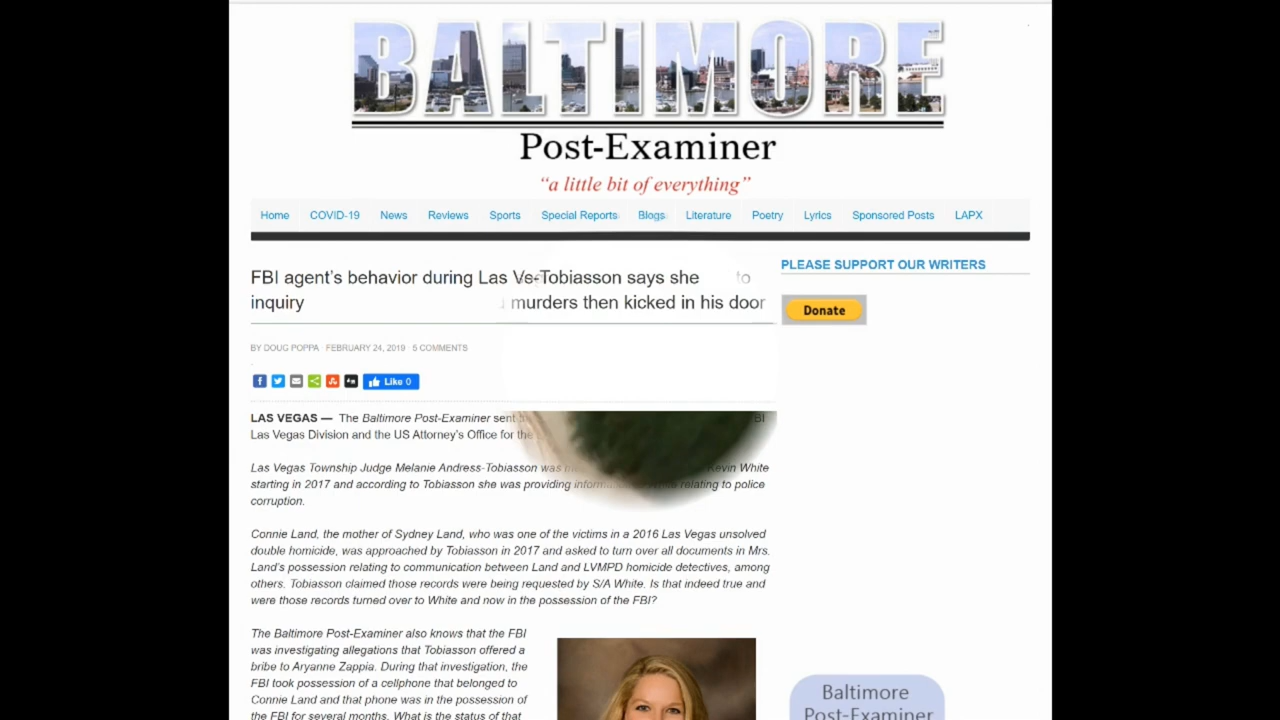 BALTIMORE
Post-Examiner
“a little bit of everything”
Home COVID-19 News Reviews Sports Special Reports Blogs Literature Poetry Lyrics Sponsored Posts LAPX
FBI agent’s behavior during Las Ve-Tobiasson says she to
inquiry murders then kicked in his door
BY DOUG POPPA FEBRUARY 24, 2019 5 COMMENTS
Like 0
LAS VEGAS — The Baltimore Post-Examiner sent
Las Vegas Division and the US Attorney’s Office for the
Las Vegas Township Judge Melanie Andress-Tobiasson was Kevin White
starting in 2017 and according to Tobiasson she was providing relating to police
corruption.
Connie Land, the mother of Sydney Land, who was one of the victims in a 2016 Las Vegas unsolved
double homicide, was approached by Tobiasson in 2017 and asked to turn over all documents in Mrs.
Land’s possession relating to communication between Land and LVMPD homicide detectives, among
others. Tobiasson claimed those records were being requested by S/A White. Is that indeed true and
were those records turned over to White and now in the possession of the FBI?
The Baltimore Post-Examiner also knows that the FBI
was investigating allegations that Tobiasson offered a
bribe to Aryanne Zappia. During that investigation, the
FBI took possession of a cellphone that belonged to
Connie Land and that phone was in the possession of
the FBI for several months. What is the status of that
PLEASE SUPPORT OUR WRITERS
Donate
Baltimore
Post-Examiner